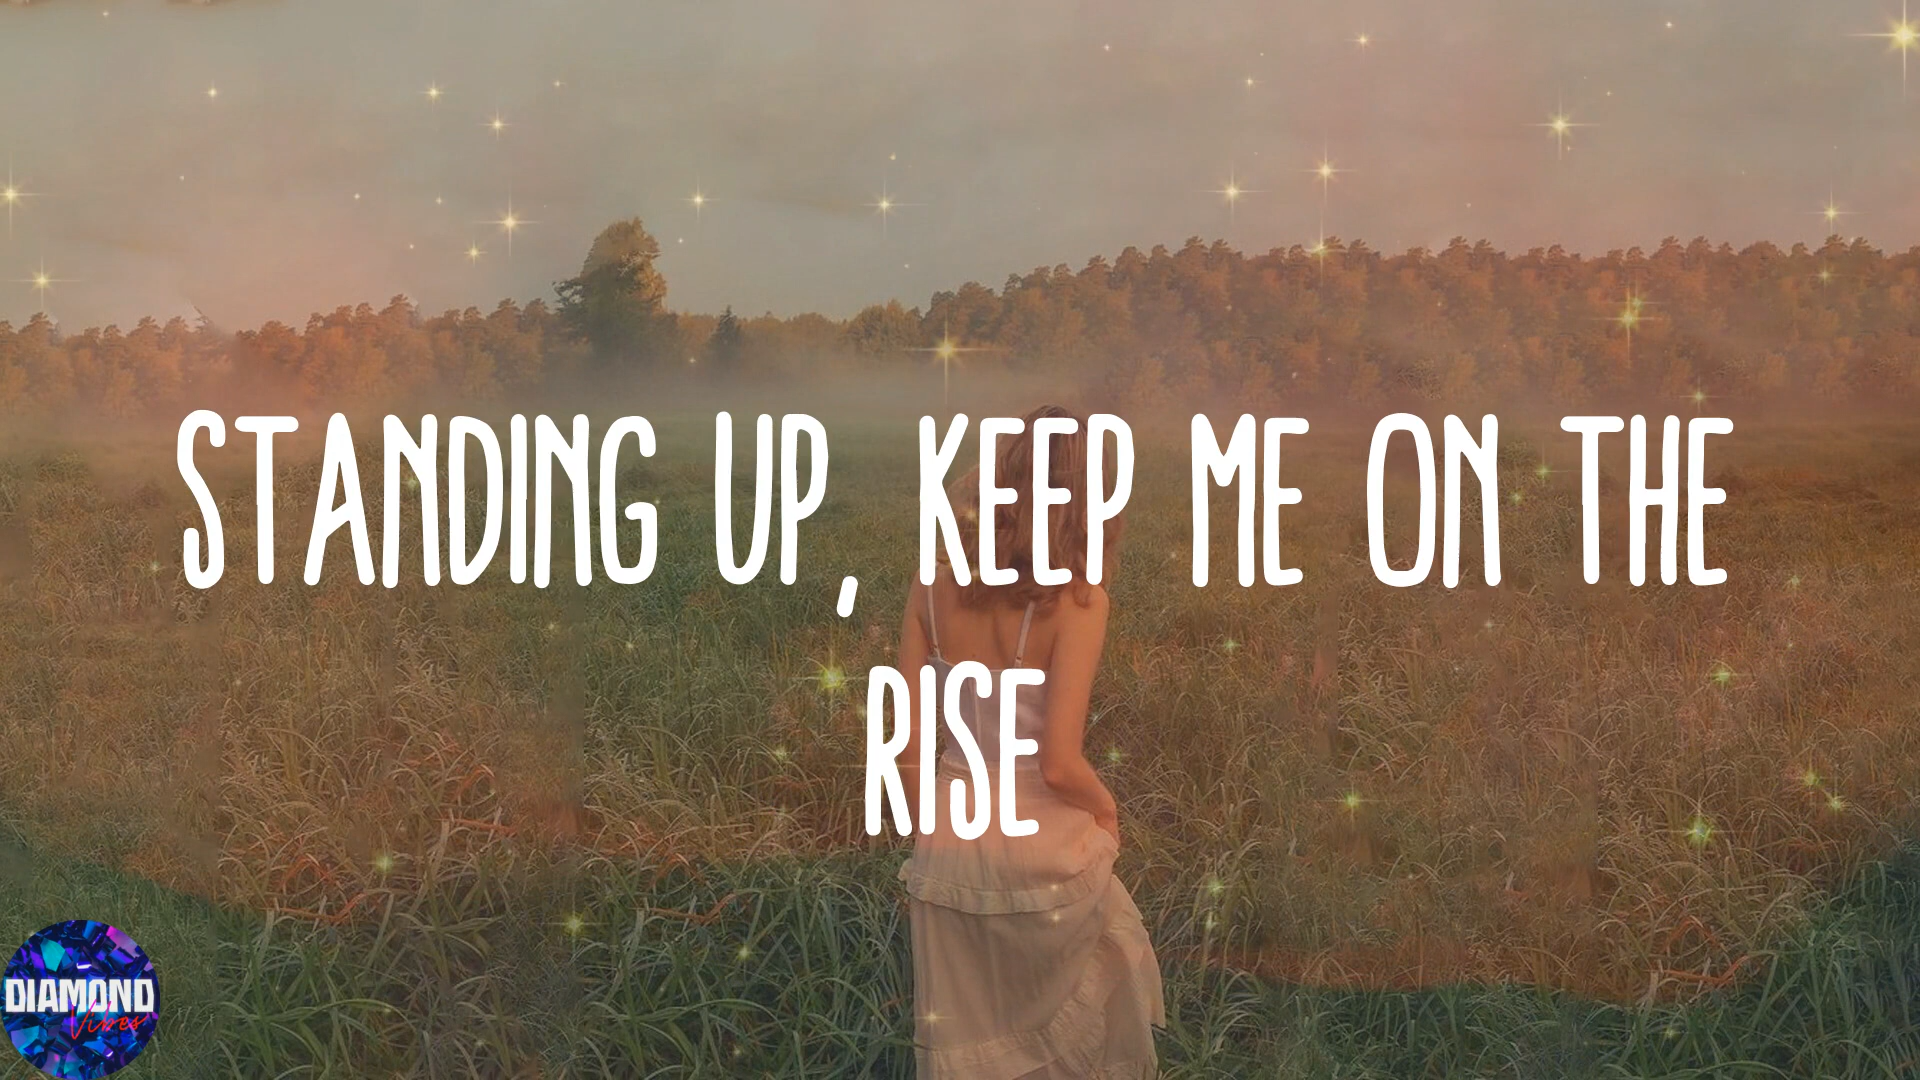 STANDING UP, KEEP ME ON THE
RISE
DIAMOND
Vibes